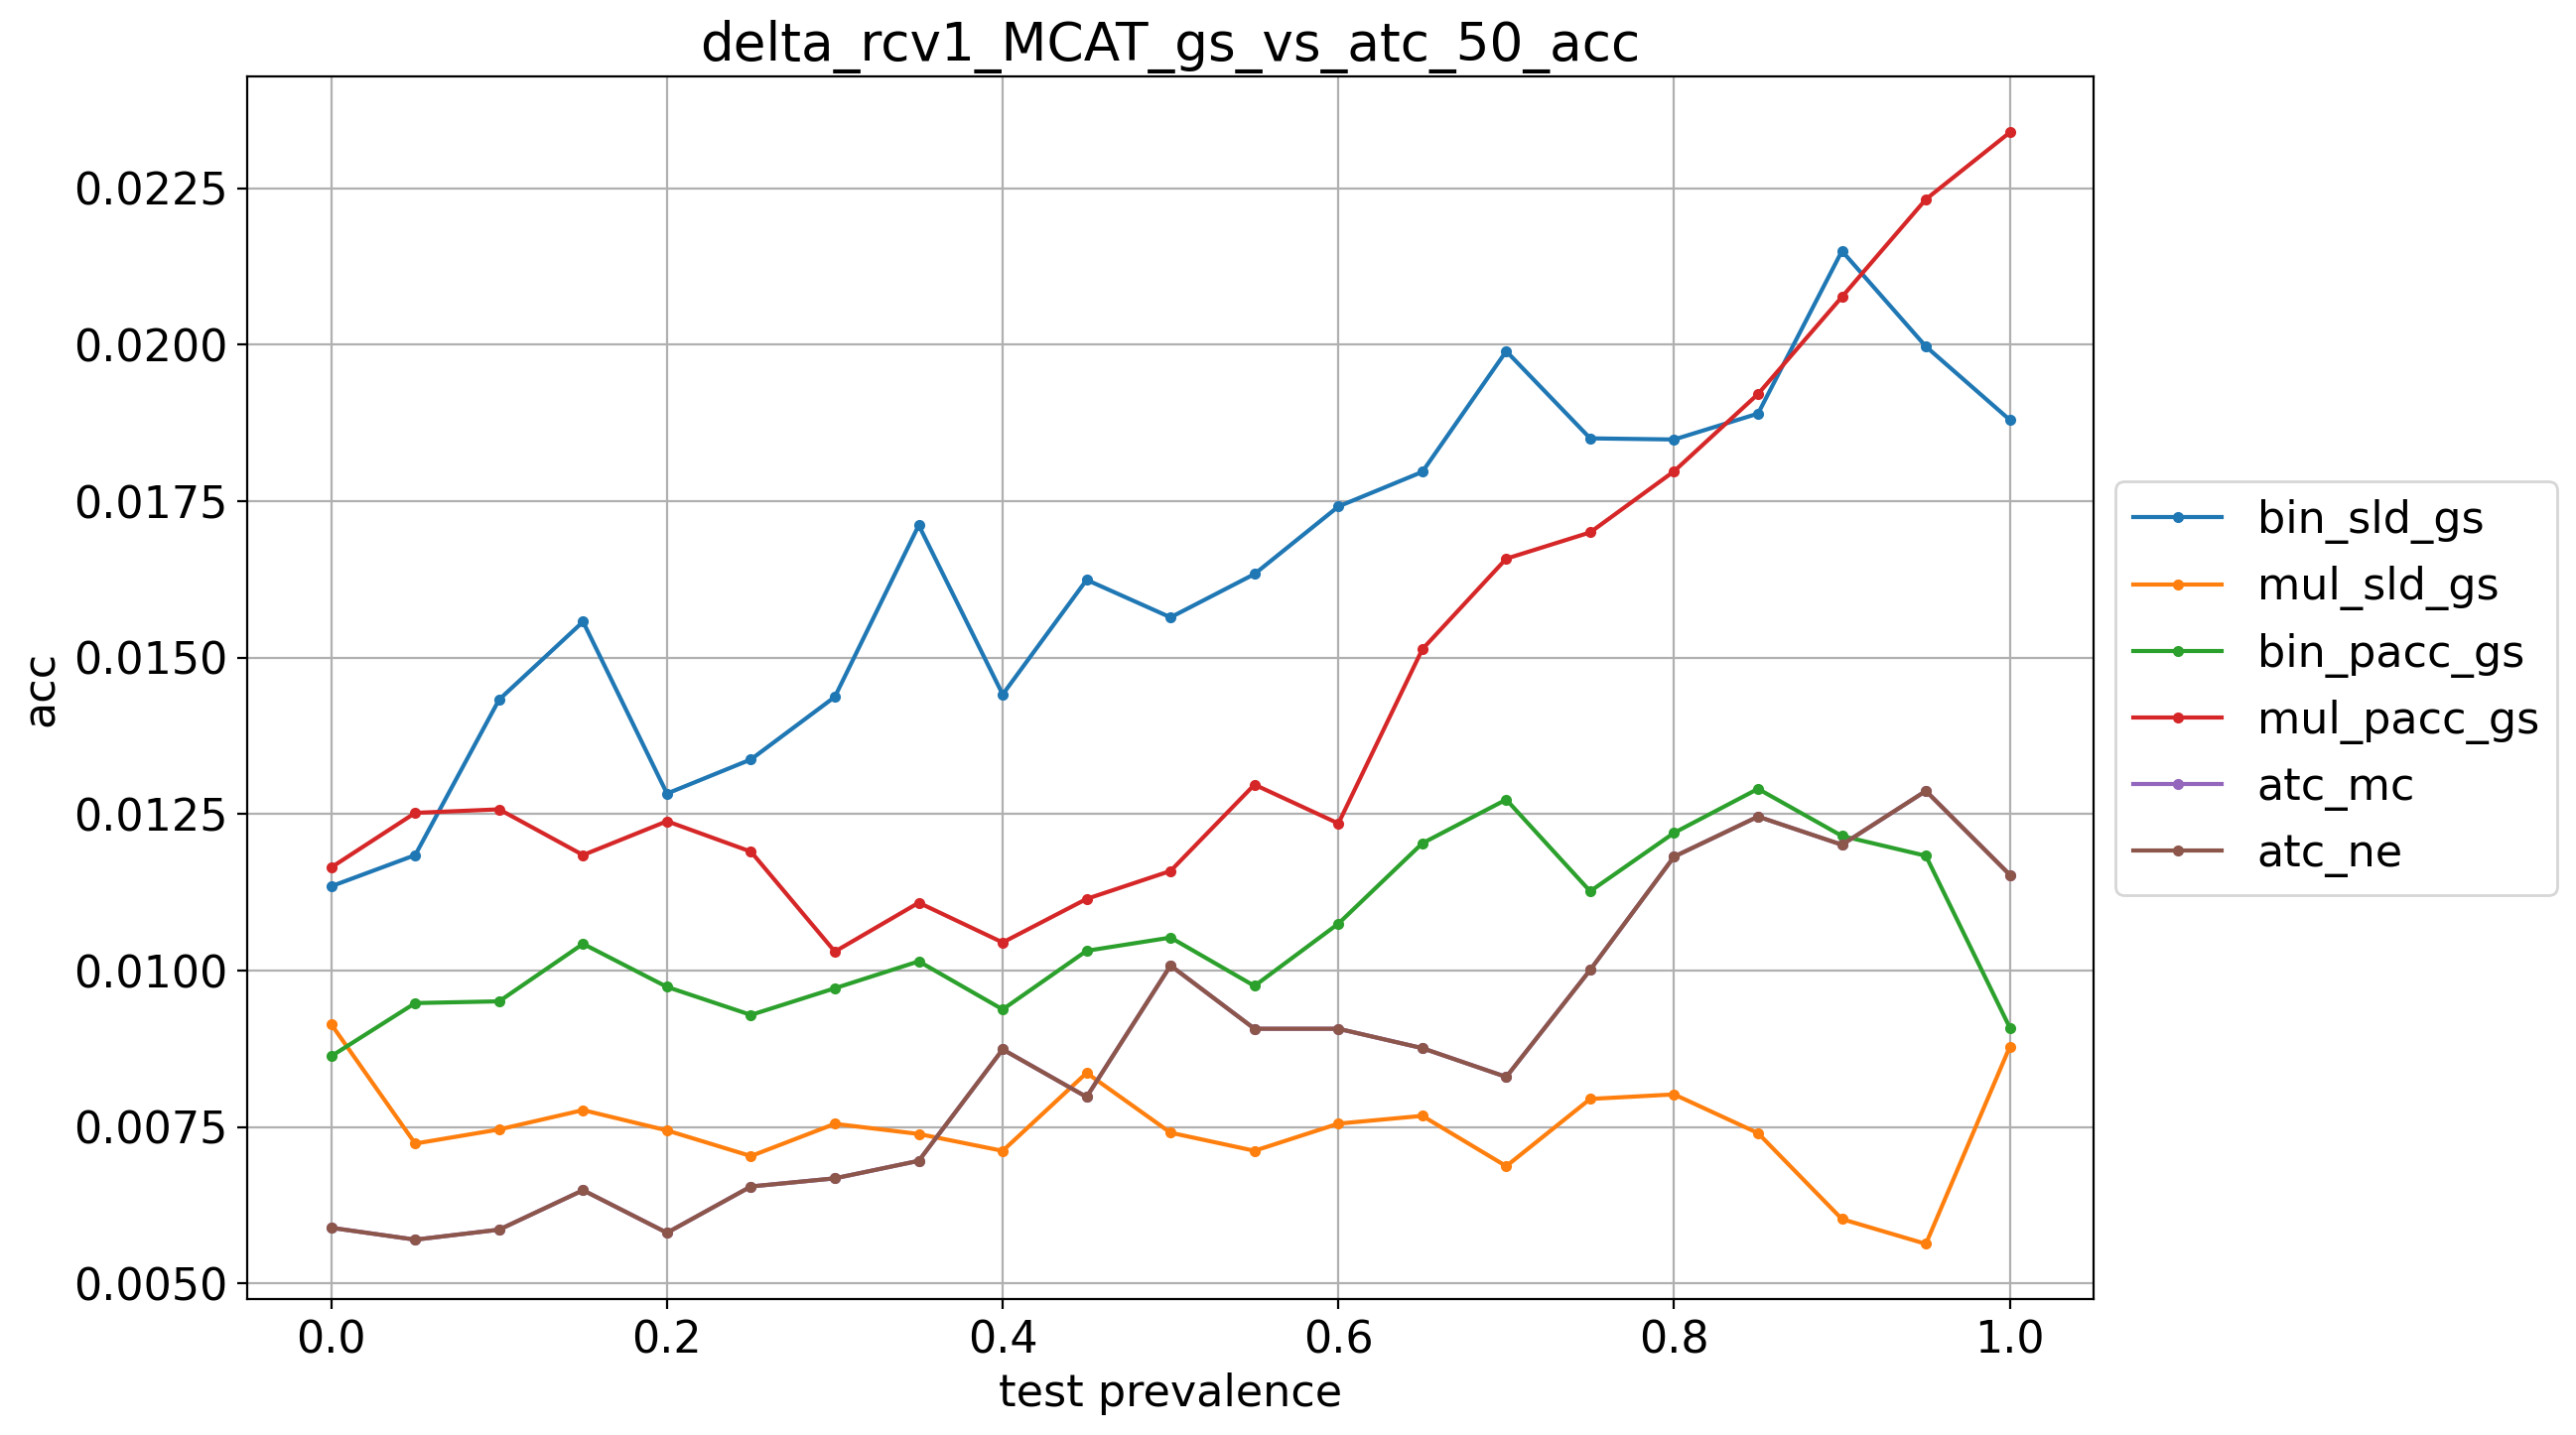 delta_rcv1_MCAT_gs_vs_atc_50_acc
0.0225
0.0200
0.0175
0.0150
0.0125
0.0100
0.0075
0.0050
acc
0.0 0.2 0.4 0.6 0.8 1.0
test prevalence
bin_sld_gs
mul_sld_gs
bin_pacc_gs
mul_pacc_gs
atc_mc
atc_ne